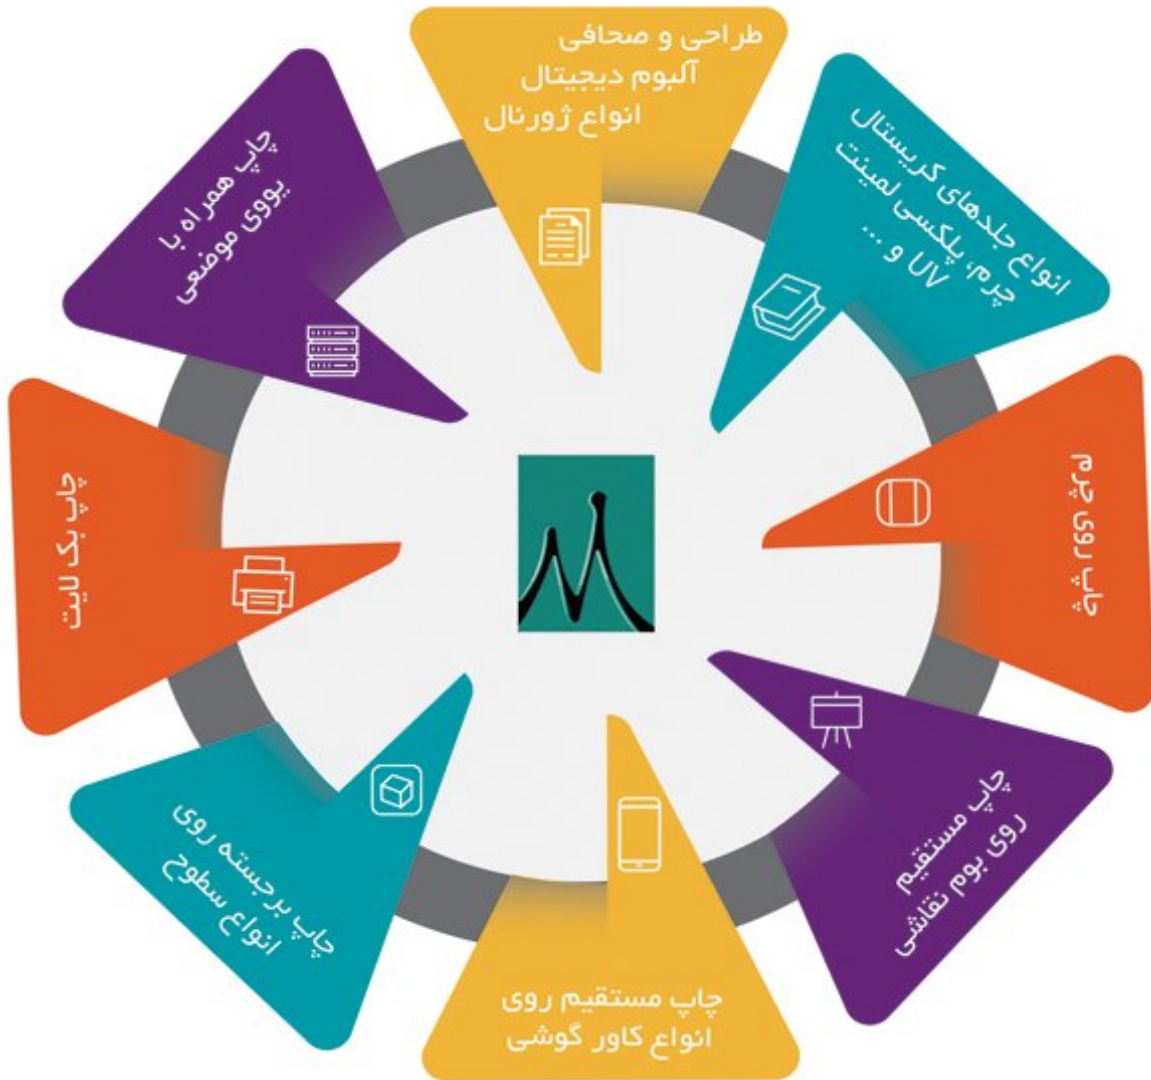 طراحی و صحافی
آلبوم دیجیتال
انواع ژورنال
انواع جلدهای کریستال
چرم، پلکسی لمینت
UV و ...
چاپ روی چرم
چاپ مستقیم
روی بوم نقاشی
چاپ مستقیم روی
انواع کاور گوشی
چاپ برجسته روی
انواع سطوح
چاپ بک لایت
چاپ همراه با
یووی موضعی